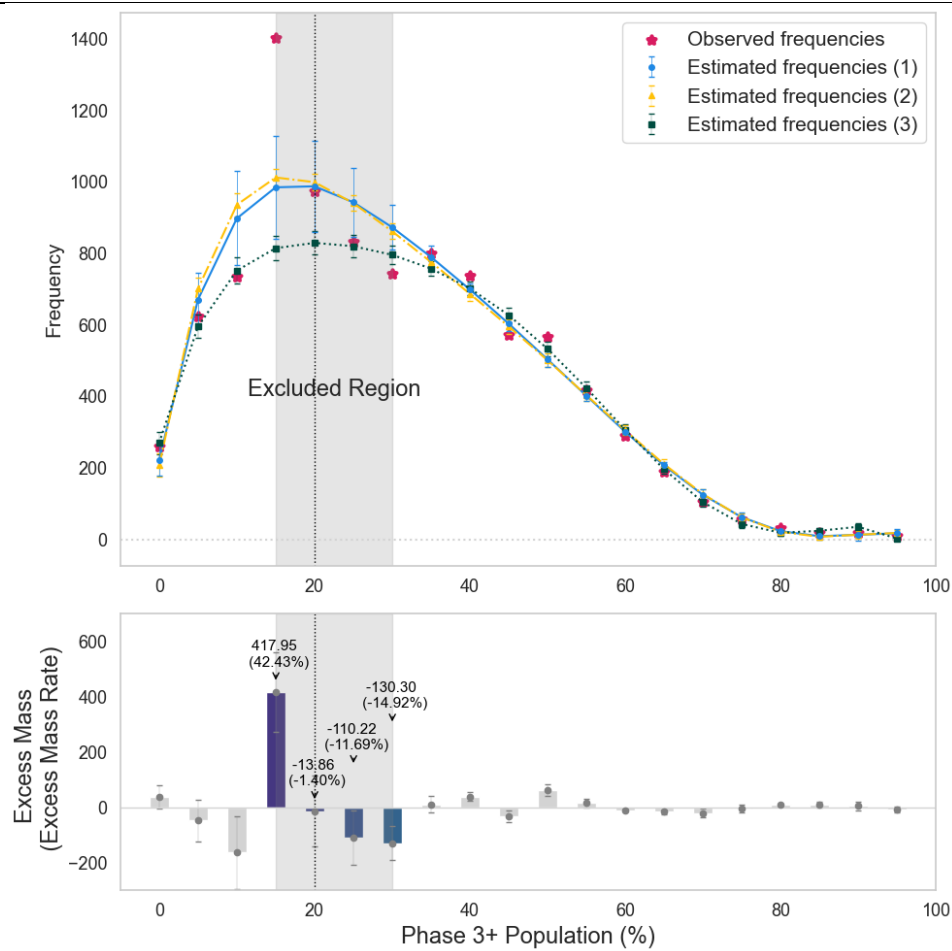 1400
1200
1000
800
600
400
200
0
Frequency
Observed frequencies
Estimated frequencies (1)
Estimated frequencies (2)
Estimated frequencies (3)
Excluded Region
0 20 40 60 80 100
600
400
200
0
−200
Excess Mass
(Excess Mass Rate)
417.95
(42.43%)
-13.86
(-1.40%)
-110.22
(-11.69%)
-130.30
(-14.92%)
0 20 40 60 80 100
Phase 3+ Population (%)